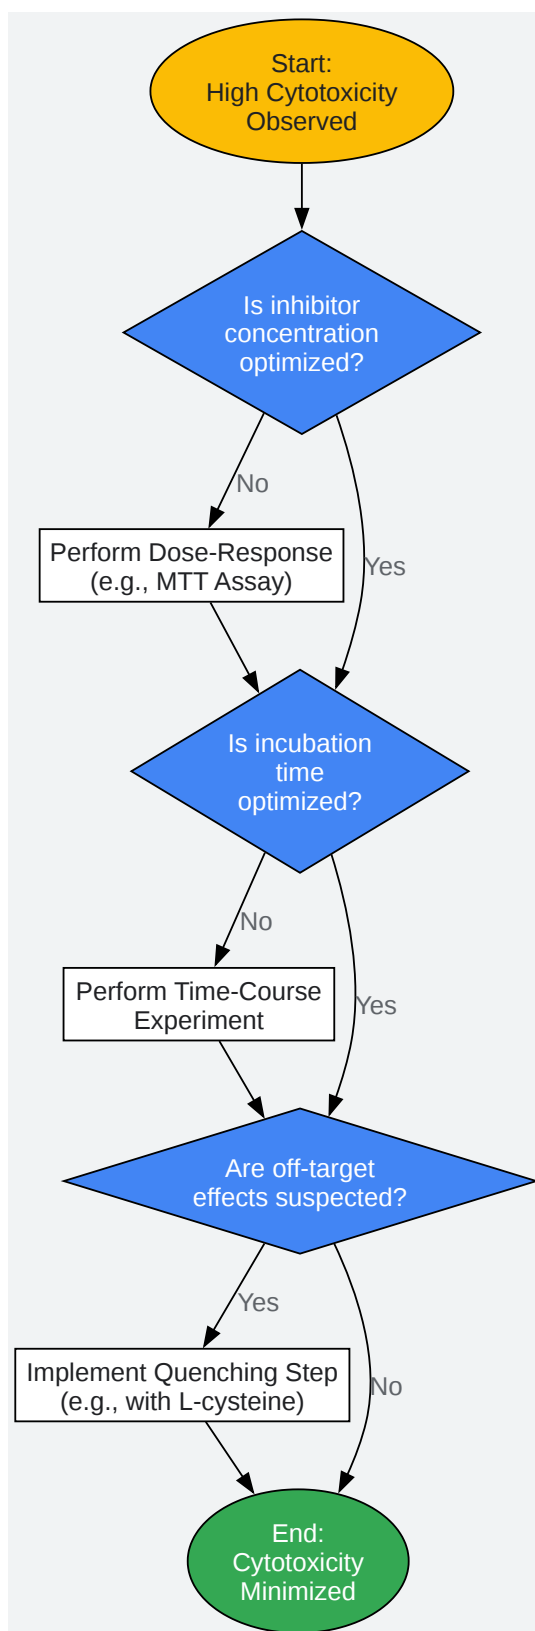 Start:
High Cytotoxicity
Observed
Is inhibitor
concentration
optimized?
No
Yes
Perform Dose-Response
(e.g., MTT Assay)
Is incubation
time
optimized?
No
Yes
Perform Time-Course
Experiment
Are off-target
effects suspected?
Yes
No
Implement Quenching Step
(e.g., with L-cysteine)
End:
Cytotoxicity
Minimized